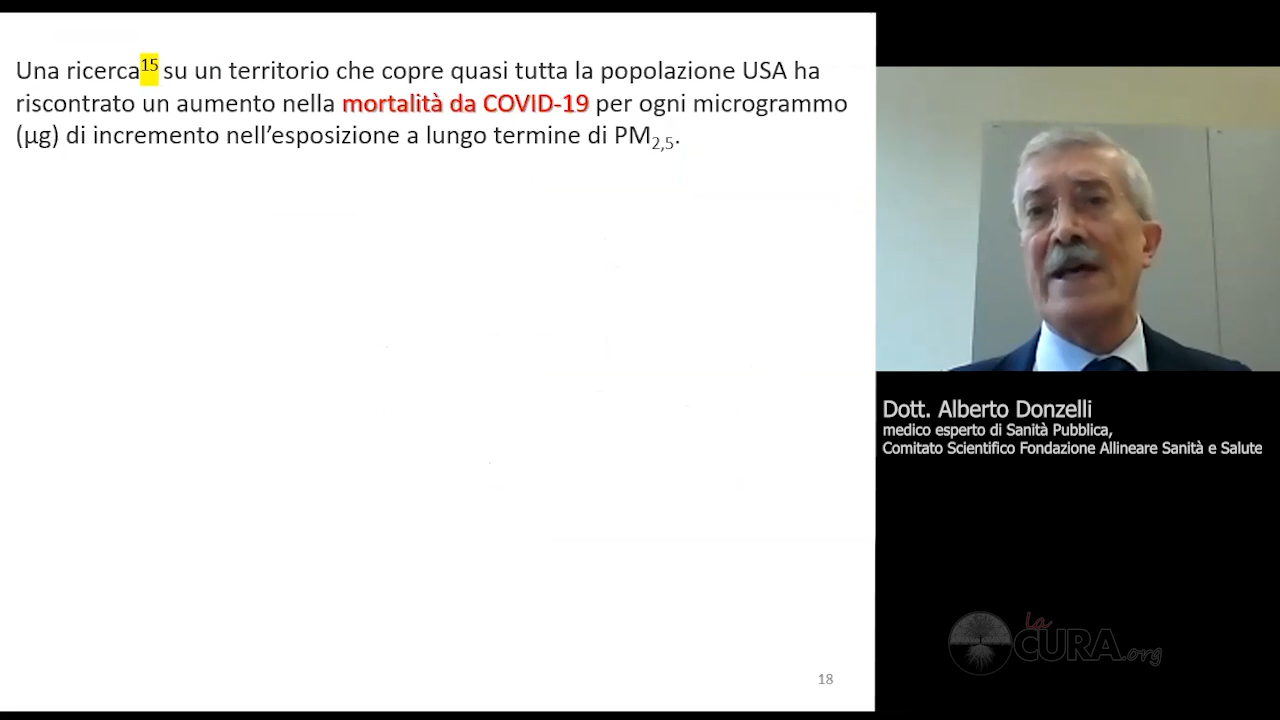 Una ricerca15 su un territorio che copre quasi tutta la popolazione USA ha
riscontrato un aumento nella mortalità da COVID-19 per ogni microgrammo
(µg) di incremento nell’esposizione a lungo termine di PM2,5.
18
Dott. Alberto Donzelli
medico esperto di Sanità Pubblica,
Comitato Scientifico Fondazione Allineare Sanità e Salute
la
CURA.org